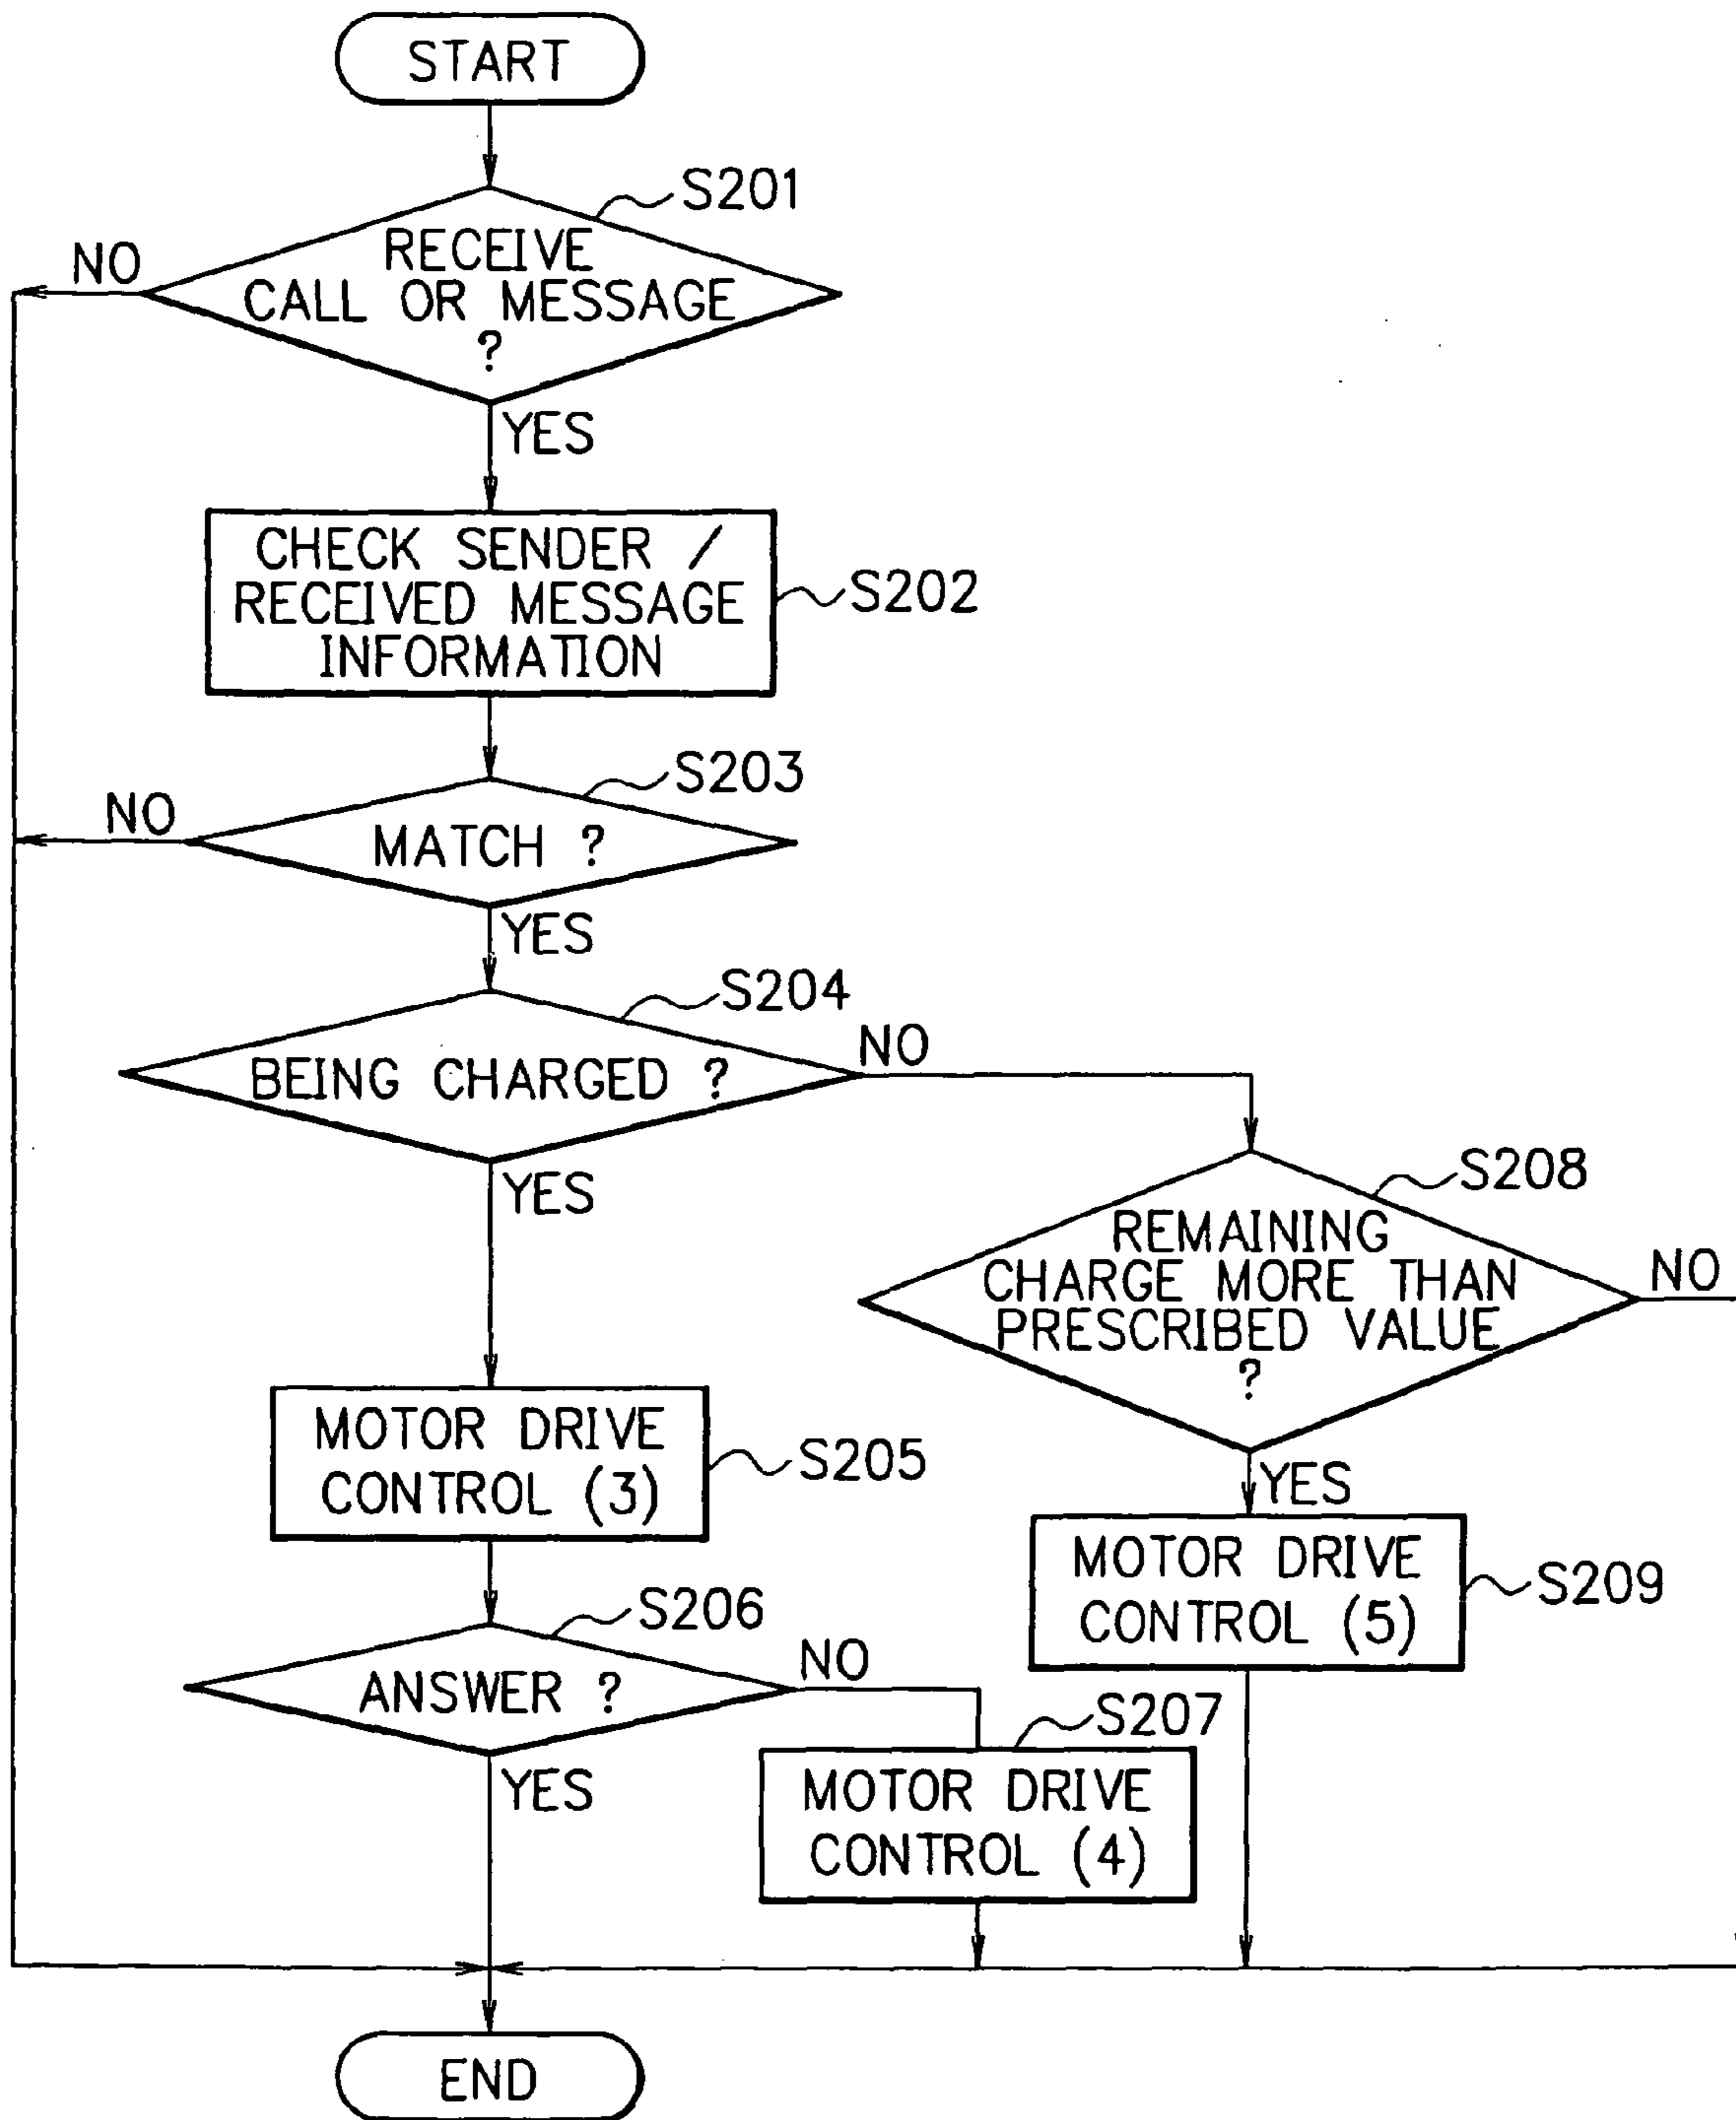 START
S201
RECEIVE
CALL OR MESSAGE
?
NO
YES
CHECK SENDER /
RECEIVED MESSAGE
INFORMATION
S202
S203
MATCH ?
NO
YES
S204
BEING CHARGED ?
NO
YES
S208
REMAINING
CHARGE MORE THAN
PRESCRIBED VALUE
?
NO
YES
MOTOR DRIVE
CONTROL (3)
S205
MOTOR DRIVE
CONTROL (5)
S209
S206
ANSWER ?
NO
YES
S207
MOTOR DRIVE
CONTROL (4)
END